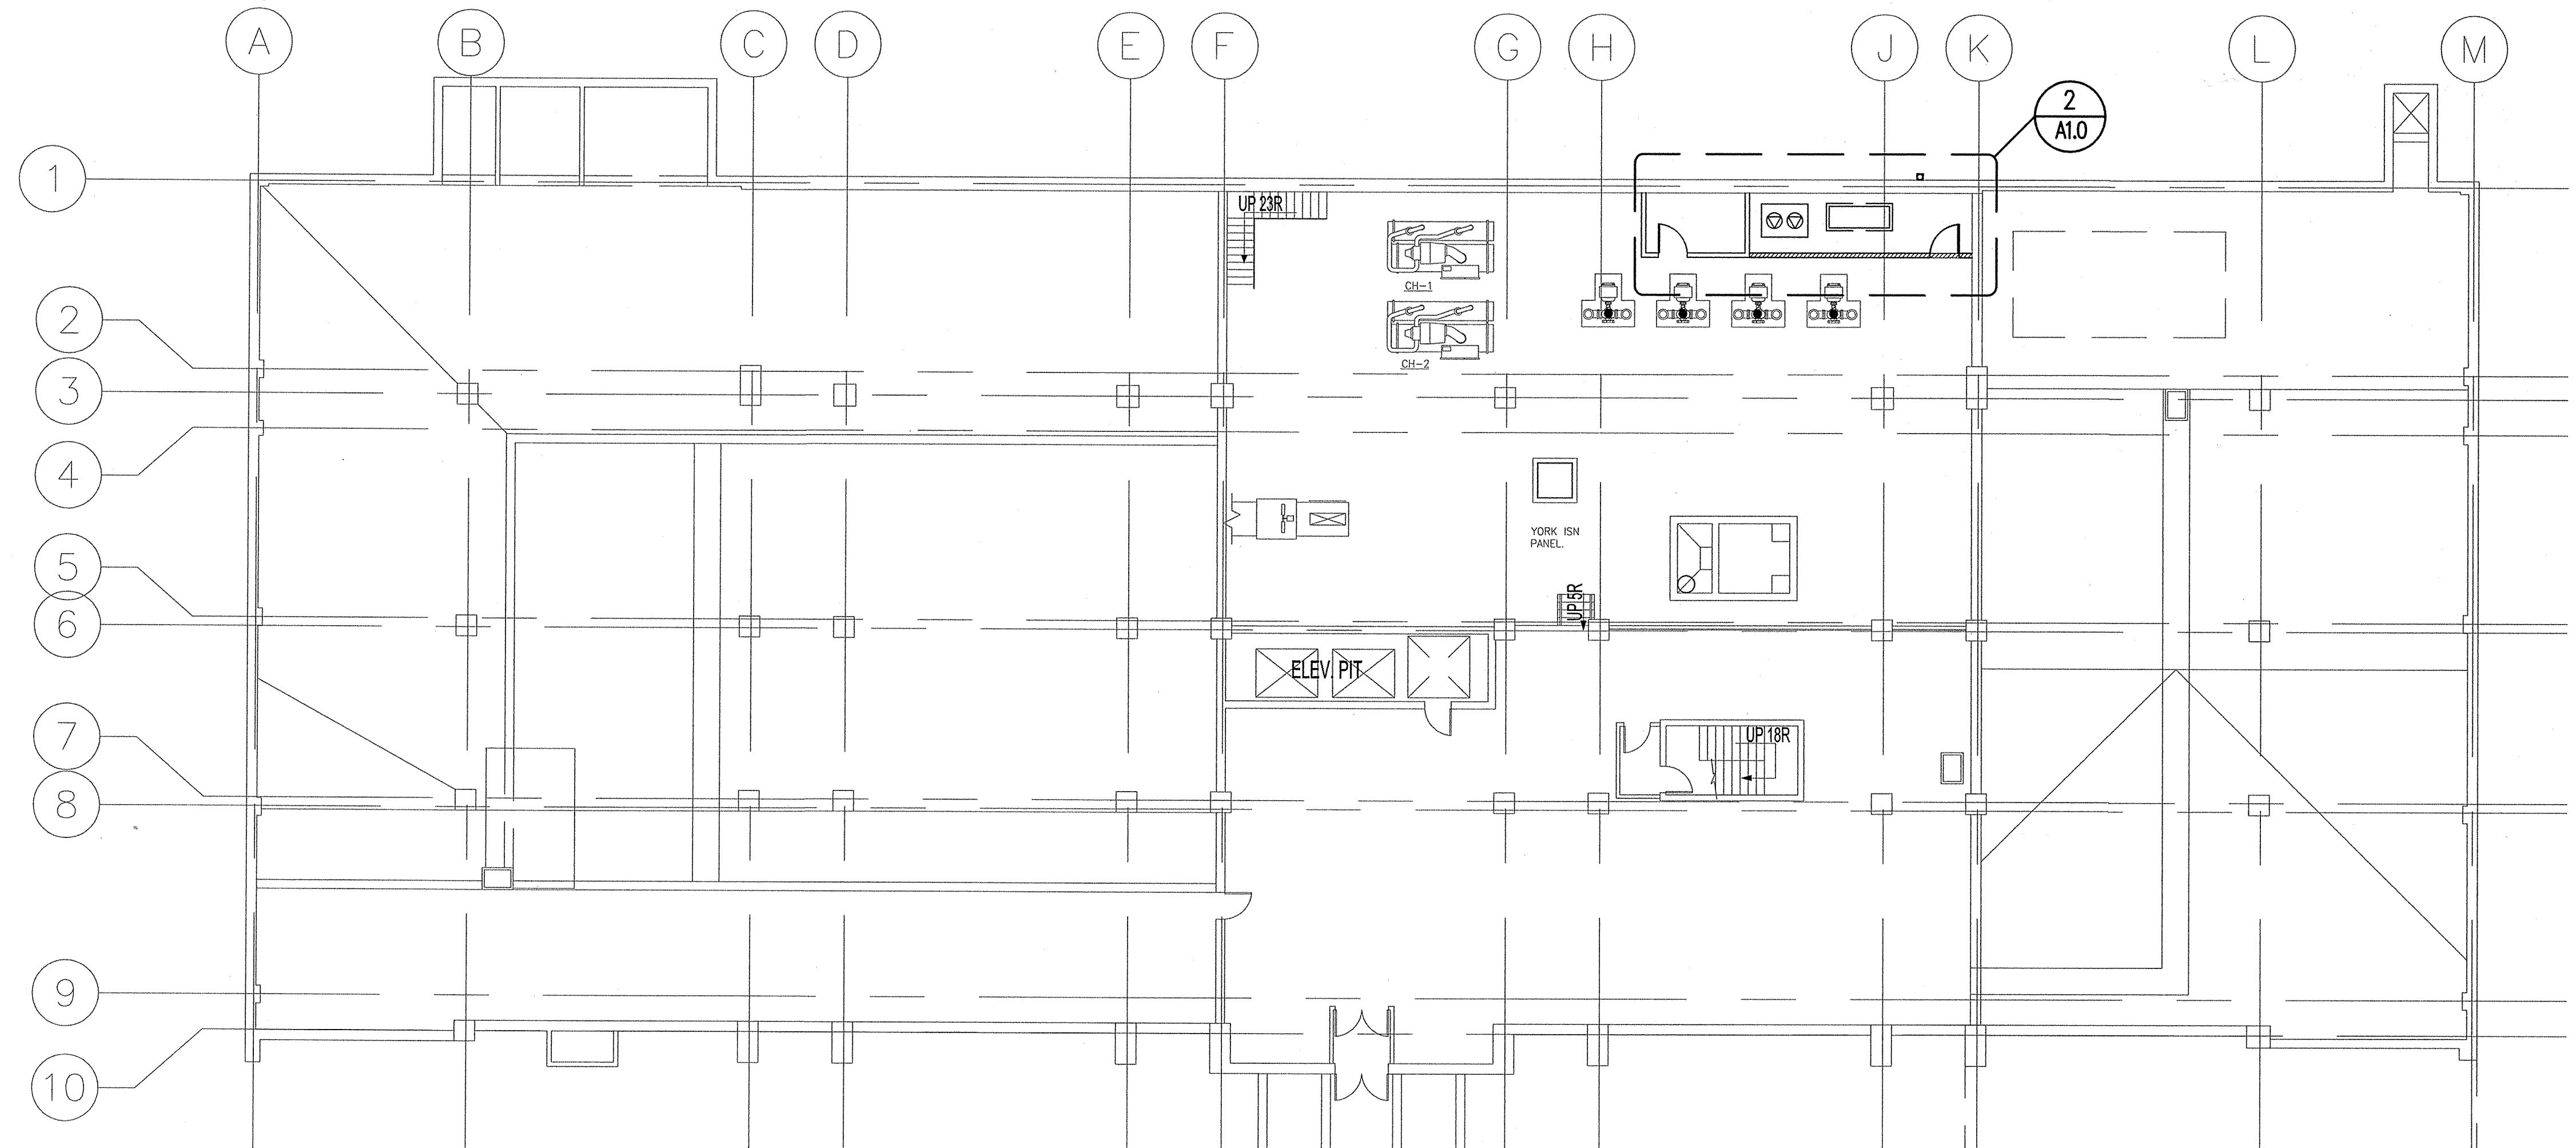 A B C D E F G H J K L M
2
A1.0
1
UP 23R
CH-1
2
CH-2
3
4
YORK ISN
PANEL.
5
UP 5R
6
ELEV. PIT
7
UP 18R
8
9
10